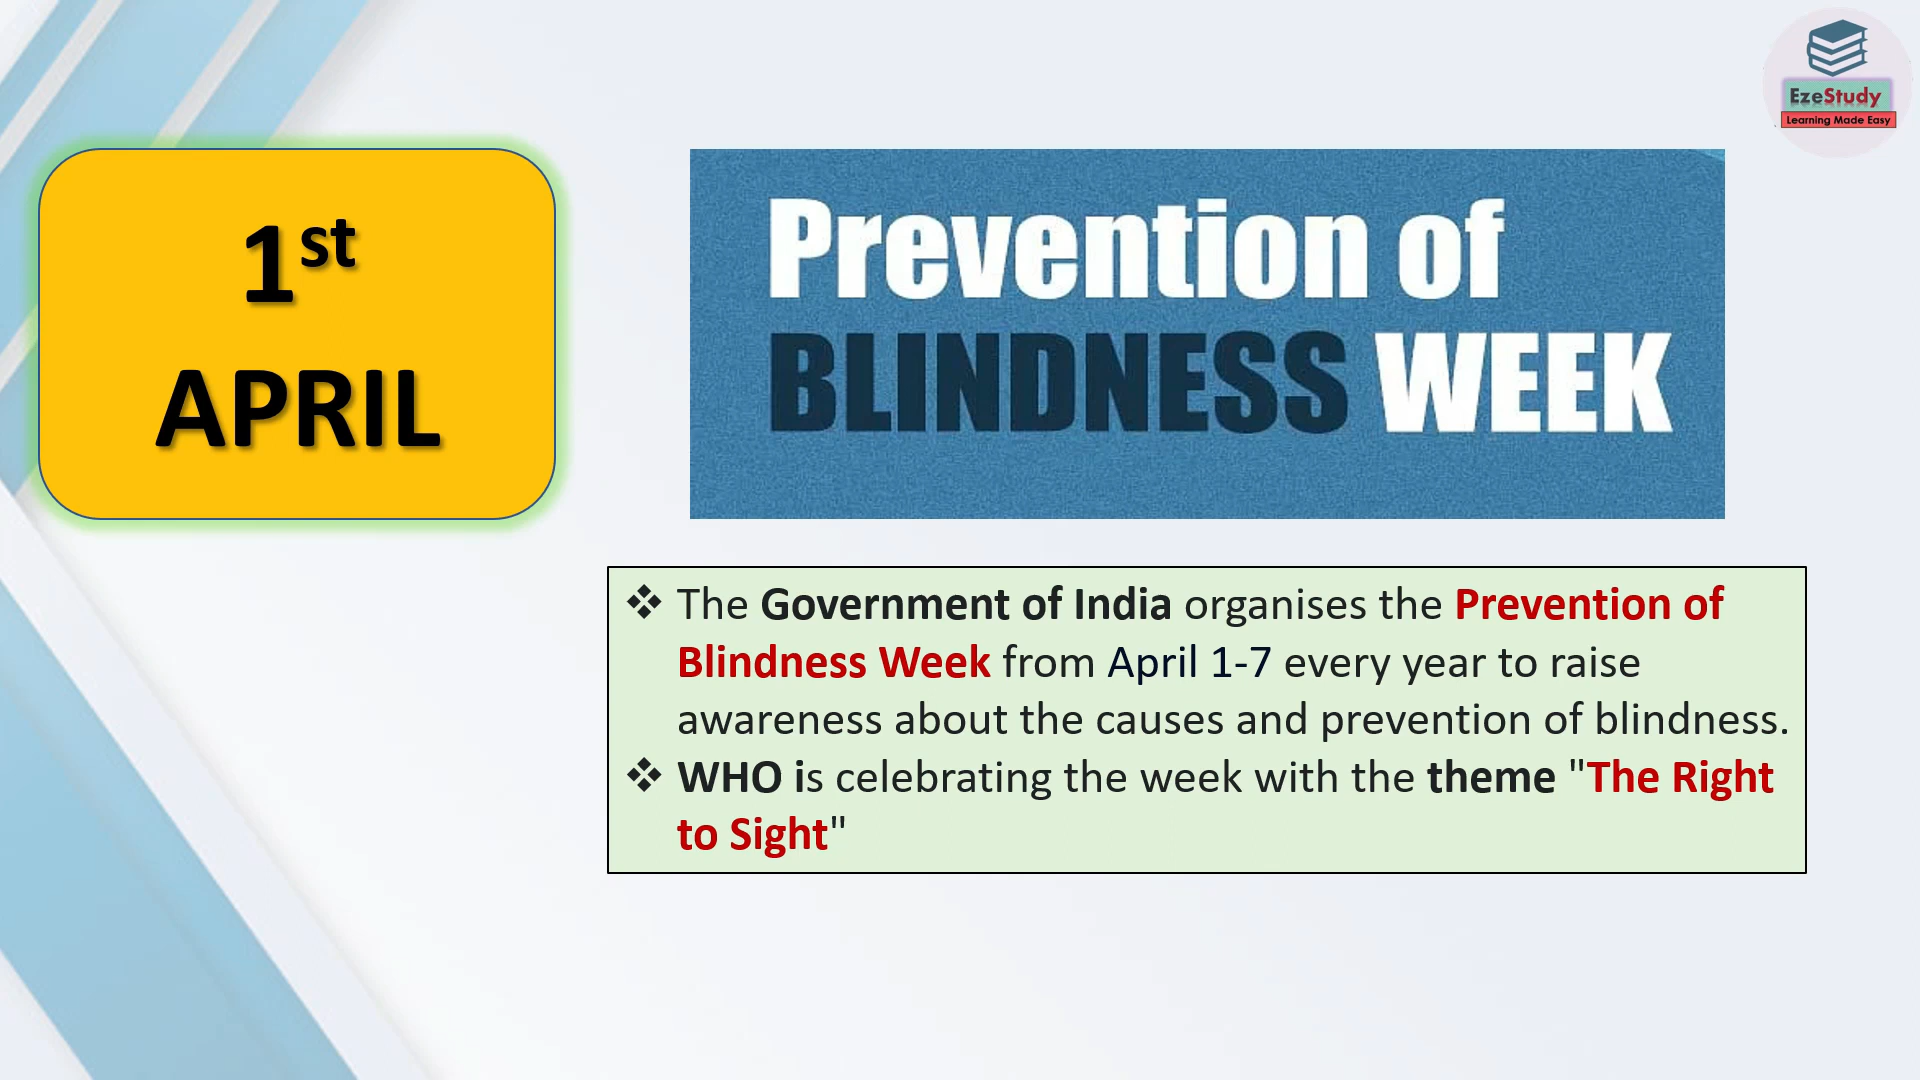 EzeStudy
Learning Made Easy
1st
APRIL
Prevention of
BLINDNESS WEEK
❖ The Government of India organises the Prevention of
Blindness Week from April 1-7 every year to raise
awareness about the causes and prevention of blindness.
❖ WHO is celebrating the week with the theme "The Right
to Sight"